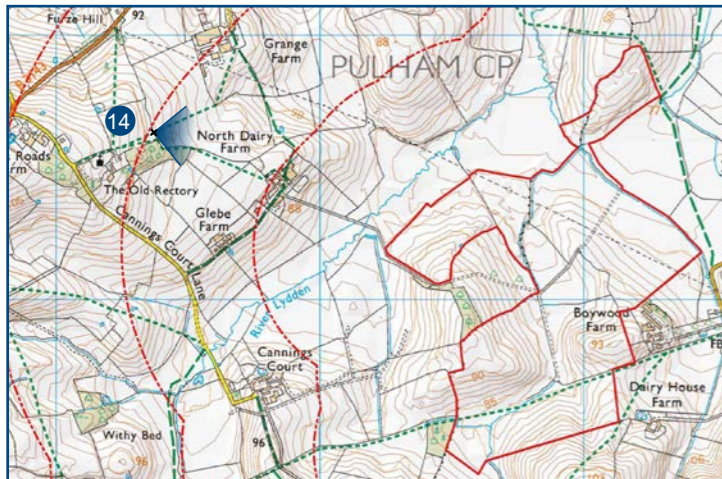 Furze Hill
92
Grange
Farm
88
PULHAM CP
14
North Dairy
Farm
Roads
The Old Rectory
Glebe
Farm
88
Cannings Court Lane
River Lydden
Boywood
Farm
93
90
85
Cannings
Court
Dairy House
Farm
Withy Bed
96
96